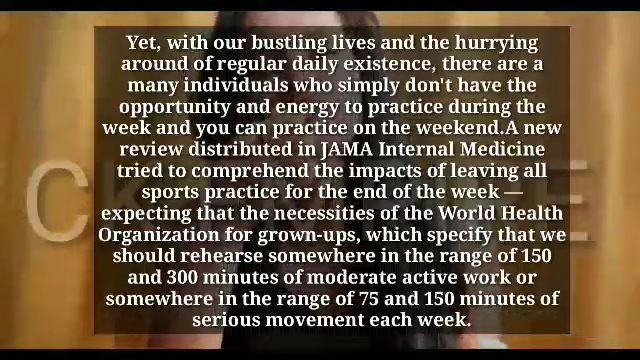 Yet, with our bustling lives and the hurrying
around of regular daily existence, there are a
many individuals who simply don't have the
opportunity and energy to practice during the
week and you can practice on the weekend.A new
review distributed in JAMA Internal Medicine
tried to comprehend the impacts of leaving all
sports practice for the end of the week —
expecting that the necessities of the World Health
Organization for grown-ups, which specify that we
should rehearse somewhere in the range of 150
and 300 minutes of moderate active work or
somewhere in the range of 75 and 150 minutes of
serious movement each week.